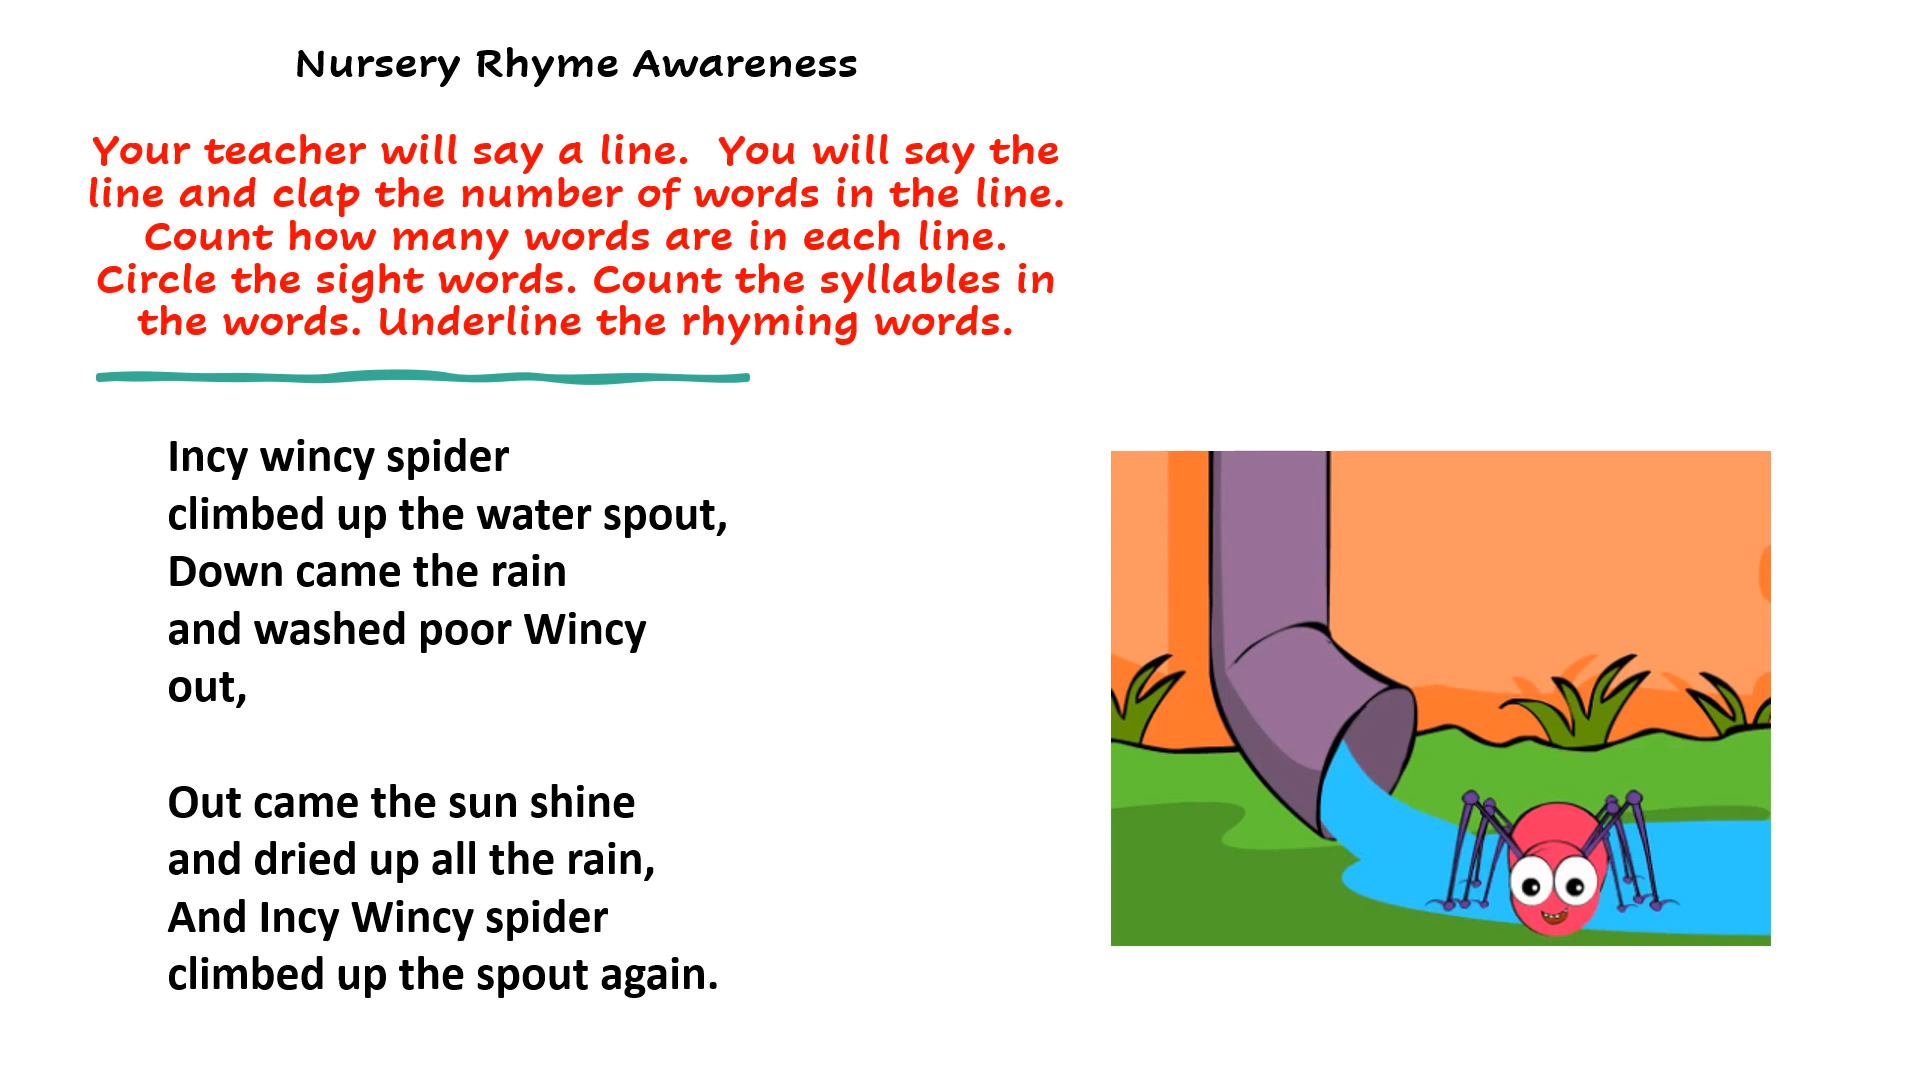 Nursery Rhyme Awareness
Your teacher will say a line.  You will say the
line and clap the number of words in the line.
Count how many words are in each line.
Circle the sight words. Count the syllables in
the words. Underline the rhyming words.
Incy wincy spider
climbed up the water spout,
Down came the rain
and washed poor Wincy
out,
Out came the sun shine
and dried up all the rain,
And Incy Wincy spider
climbed up the spout again.